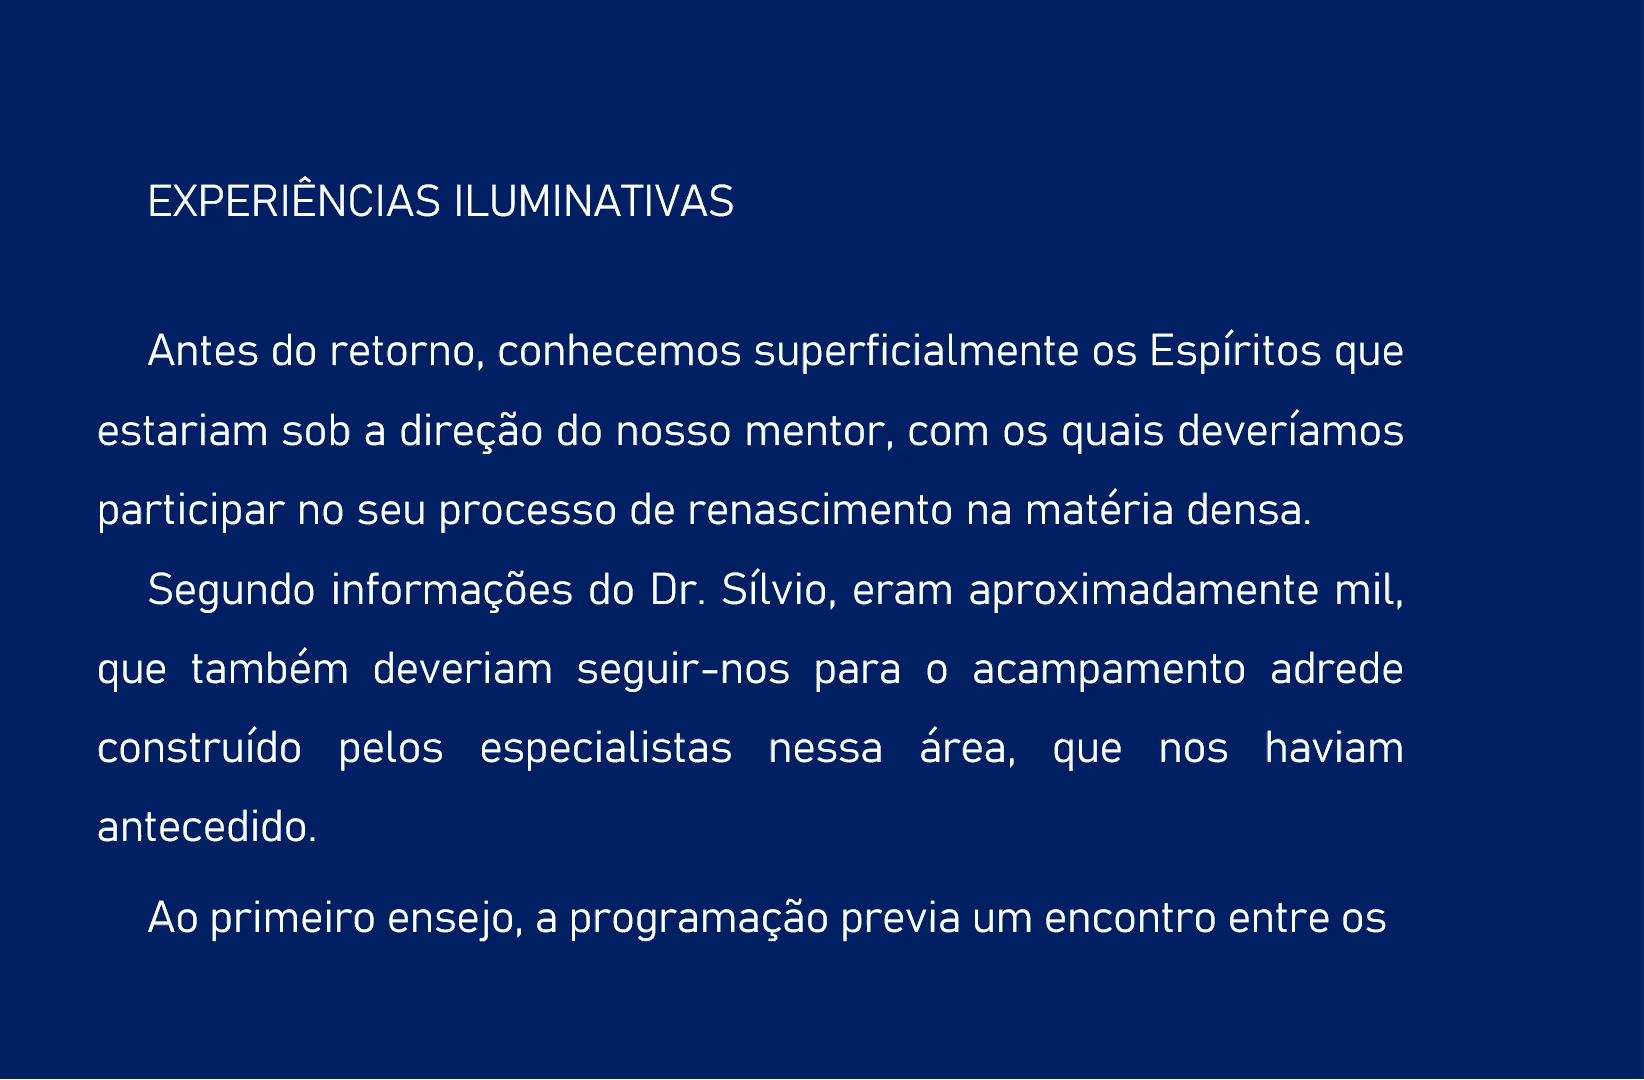 EXPERIÊNCIAS ILUMINATIVAS
Antes do retorno, conhecemos superficialmente os Espíritos que
estariam sob a direção do nosso mentor, com os quais deveríamos
participar no seu processo de renascimento na matéria densa.
Segundo informações do Dr. Sílvio, eram aproximadamente mil,
que também deveriam seguir-nos para o acampamento adrede
construído pelos especialistas nessa área, que nos haviam
antecedido.
Ao primeiro ensejo, a programação previa um encontro entre os